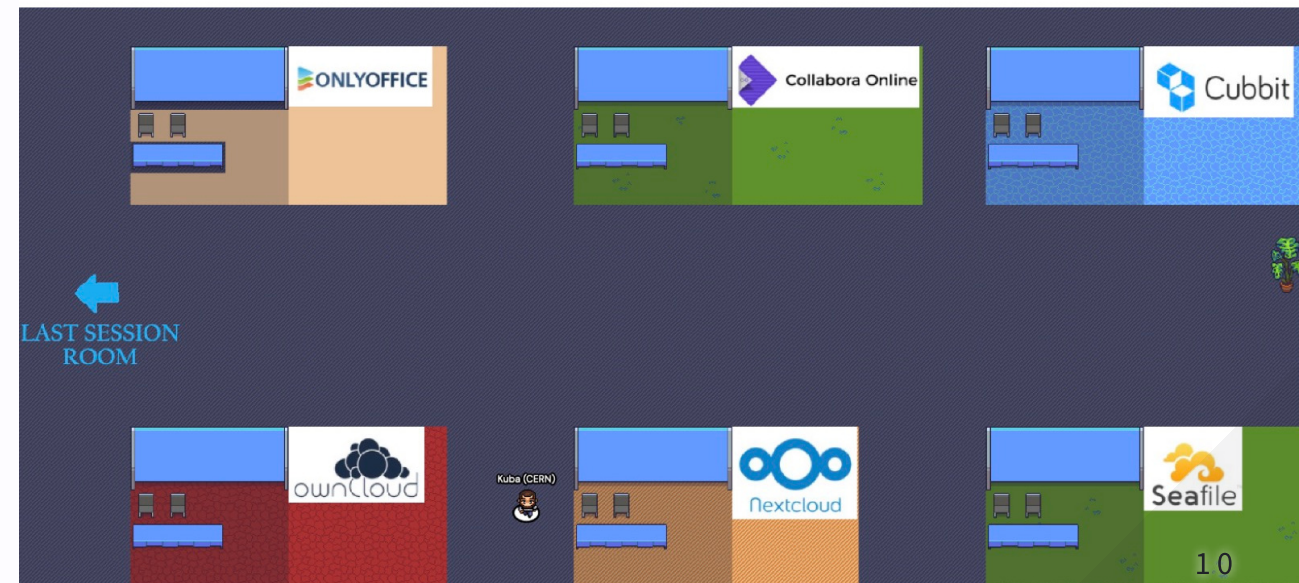 ONLYOFFICE
Collabora Online
Cubbit
LAST SESSION
ROOM
ownCloud
Kuba (CERN)
Nextcloud
Seafile
10